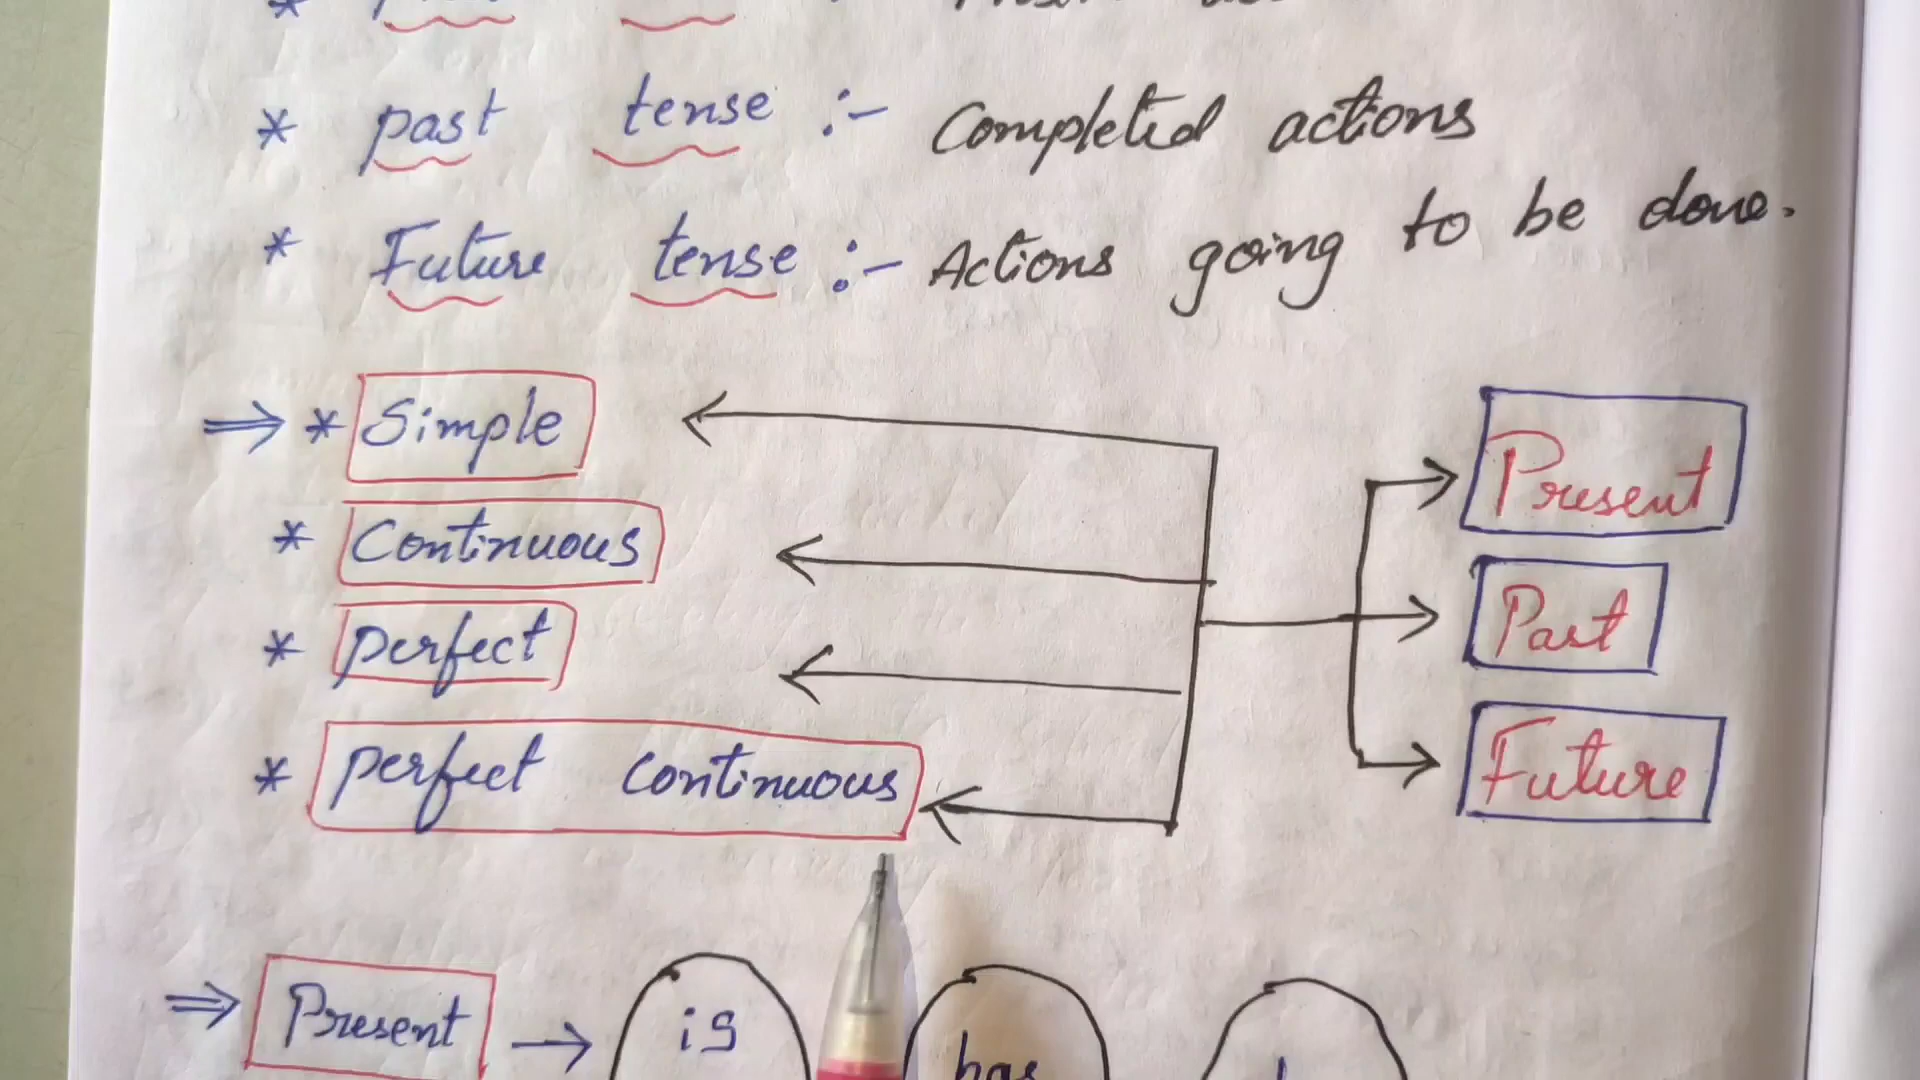 * past tense :- Completed actions
* Future tense :- Actions going to be done.
⇒ * Simple
Present
* Continuous
Past
* perfect
* perfect continuous
Future
⇒ Present → is has